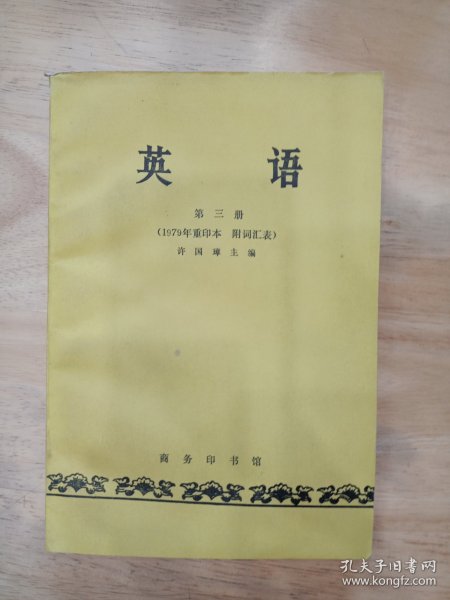 英 语
第三册
(1979年重印本 附词汇表)
许国璋主编
商务印书馆
孔夫子旧书网
www.kongfz.com